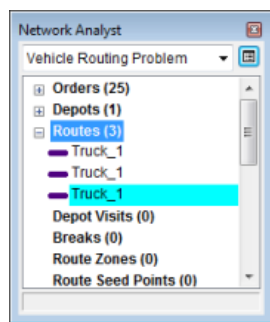 Network Analyst
Vehicle Routing Problem
Orders (25)
Depots (1)
Routes (3)
Truck_1
Truck_1
Truck_1
Depot Visits (0)
Breaks (0)
Route Zones (0)
Route Seed Points (0)